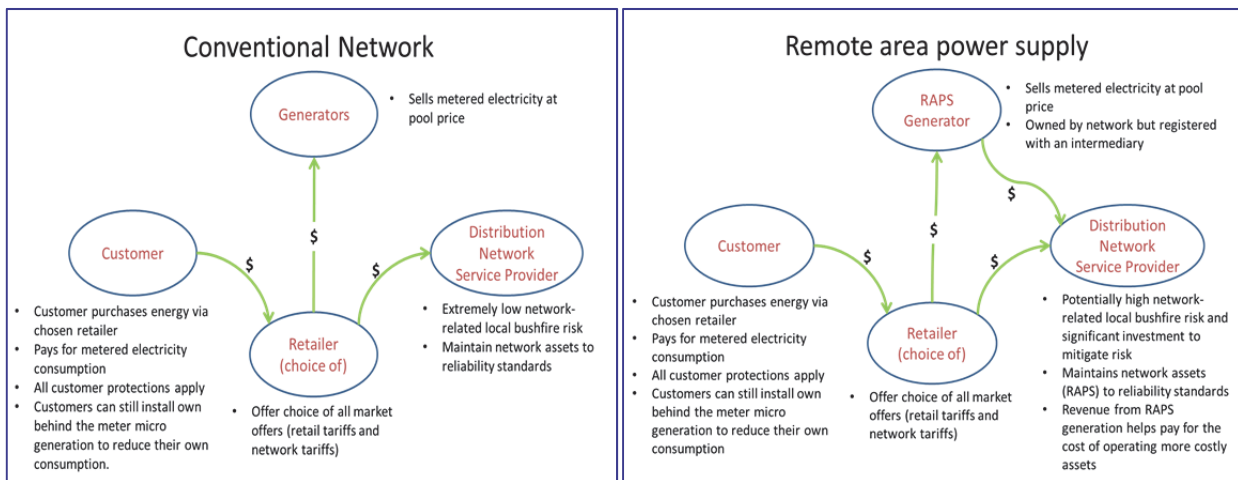 Conventional Network
Generators
• Sells metered electricity at
pool price
$
Customer
$
$
Distribution
Network
Service Provider
• Customer purchases energy via
chosen retailer
• Pays for metered electricity
consumption
• All customer protections apply
• Customers can still install own
behind the meter micro
generation to reduce their own
consumption.
Retailer
(choice of)
• Offer choice of all market
offers (retail tariffs and
network tariffs)
• Extremely low network-
related local bushfire risk
• Maintain network assets to
reliability standards
Remote area power supply
RAPS
Generator
• Sells metered electricity at pool
price
• Owned by network but registered
with an intermediary
$
$
Customer
$
$
Distribution
Network
Service Provider
• Customer purchases energy via
chosen retailer
• Pays for metered electricity
consumption
• All customer protections apply
• Customers can still install own
behind the meter micro
generation to reduce their own
consumption
Retailer
(choice of)
• Offer choice of all market
offers (retail tariffs and
network tariffs)
• Potentially high network-
related local bushfire risk and
significant investment to
mitigate risk
• Maintains network assets
(RAPS) to reliability standards
• Revenue from RAPS
generation helps pay for the
cost of operating more costly
assets